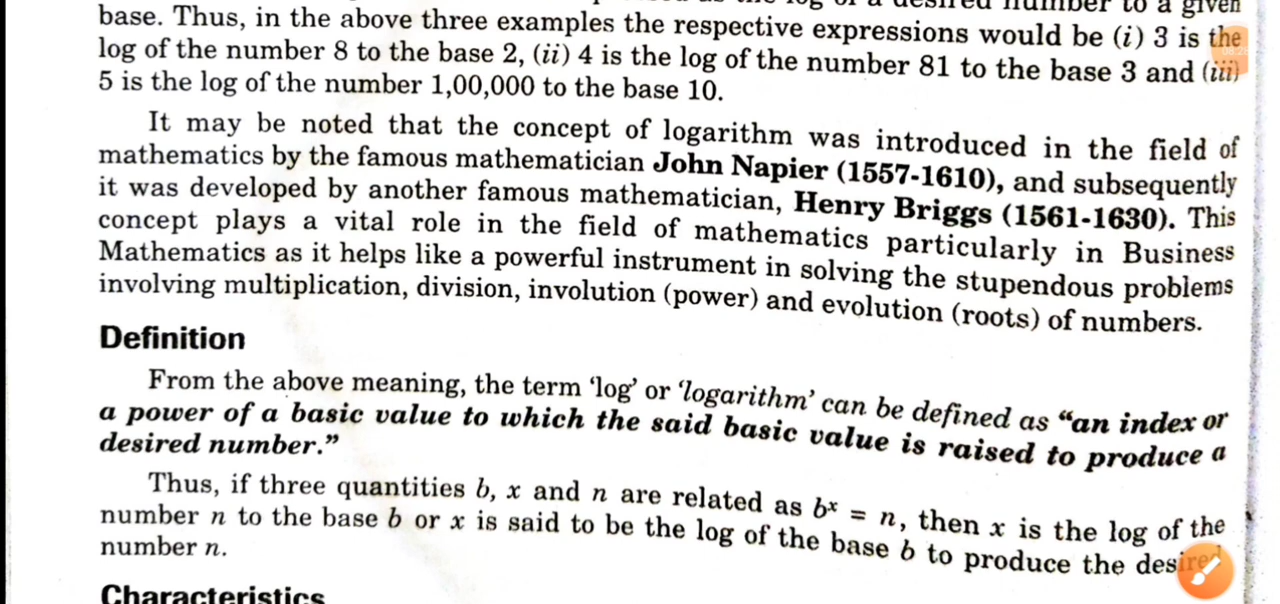 log of a desired number to a given
base. Thus, in the above three examples the respective expressions would be (i) 3 is the
log of the number 8 to the base 2, (ii) 4 is the log of the number 81 to the base 3 and (iii)
5 is the log of the number 1,00,000 to the base 10.
It may be noted that the concept of logarithm was introduced in the field of
mathematics by the famous mathematician John Napier (1557-1610), and subsequently
it was developed by another famous mathematician, Henry Briggs (1561-1630). This
concept plays a vital role in the field of mathematics particularly in Business
Mathematics as it helps like a powerful instrument in solving the stupendous problems
involving multiplication, division, involution (power) and evolution (roots) of numbers.
Definition
From the above meaning, the term ‘log’ or ‘logarithm’ can be defined as “an index or
a power of a basic value to which the said basic value is raised to produce a
desired number.”
Thus, if three quantities b, x and n are related as bˣ = n, then x is the log of the
number n to the base b or x is said to be the log of the base b to produce the desired
number n.
Characteristics